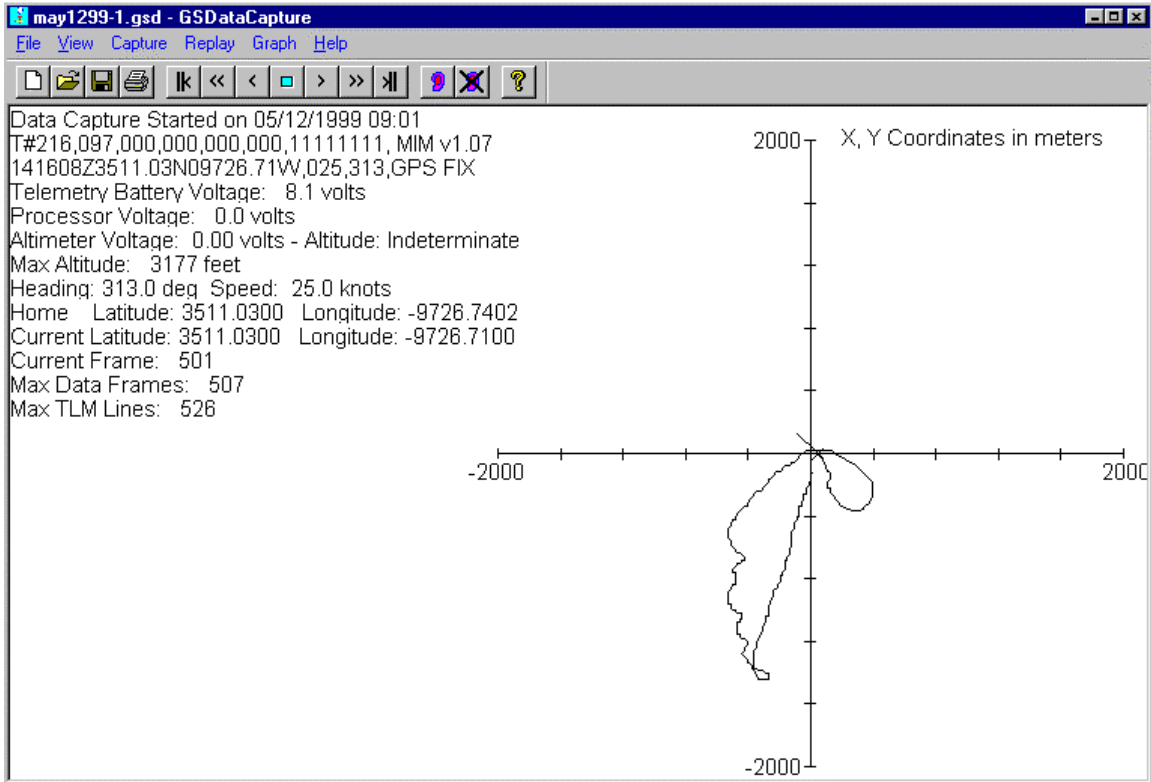 may1299-1.gsd - GSDataCapture
File View Capture Replay Graph Help
Data Capture Started on 05/12/1999 09:01
T#216,097,000,000,000,000,11111111, MIM v1.07
141608Z3511.03N09726.71W,025,313,GPS FIX
Telemetry Battery Voltage: 8.1 volts
Processor Voltage: 0.0 volts
Altimeter Voltage: 0.00 volts - Altitude: Indeterminate
Max Altitude: 3177 feet
Heading: 313.0 deg Speed: 25.0 knots
Home Latitude: 3511.0300 Longitude: -9726.7402
Current Latitude: 3511.0300 Longitude: -9726.7100
Current Frame: 501
Max Data Frames: 507
Max TLM Lines: 526
2000
X, Y Coordinates in meters
-2000
2000
-2000